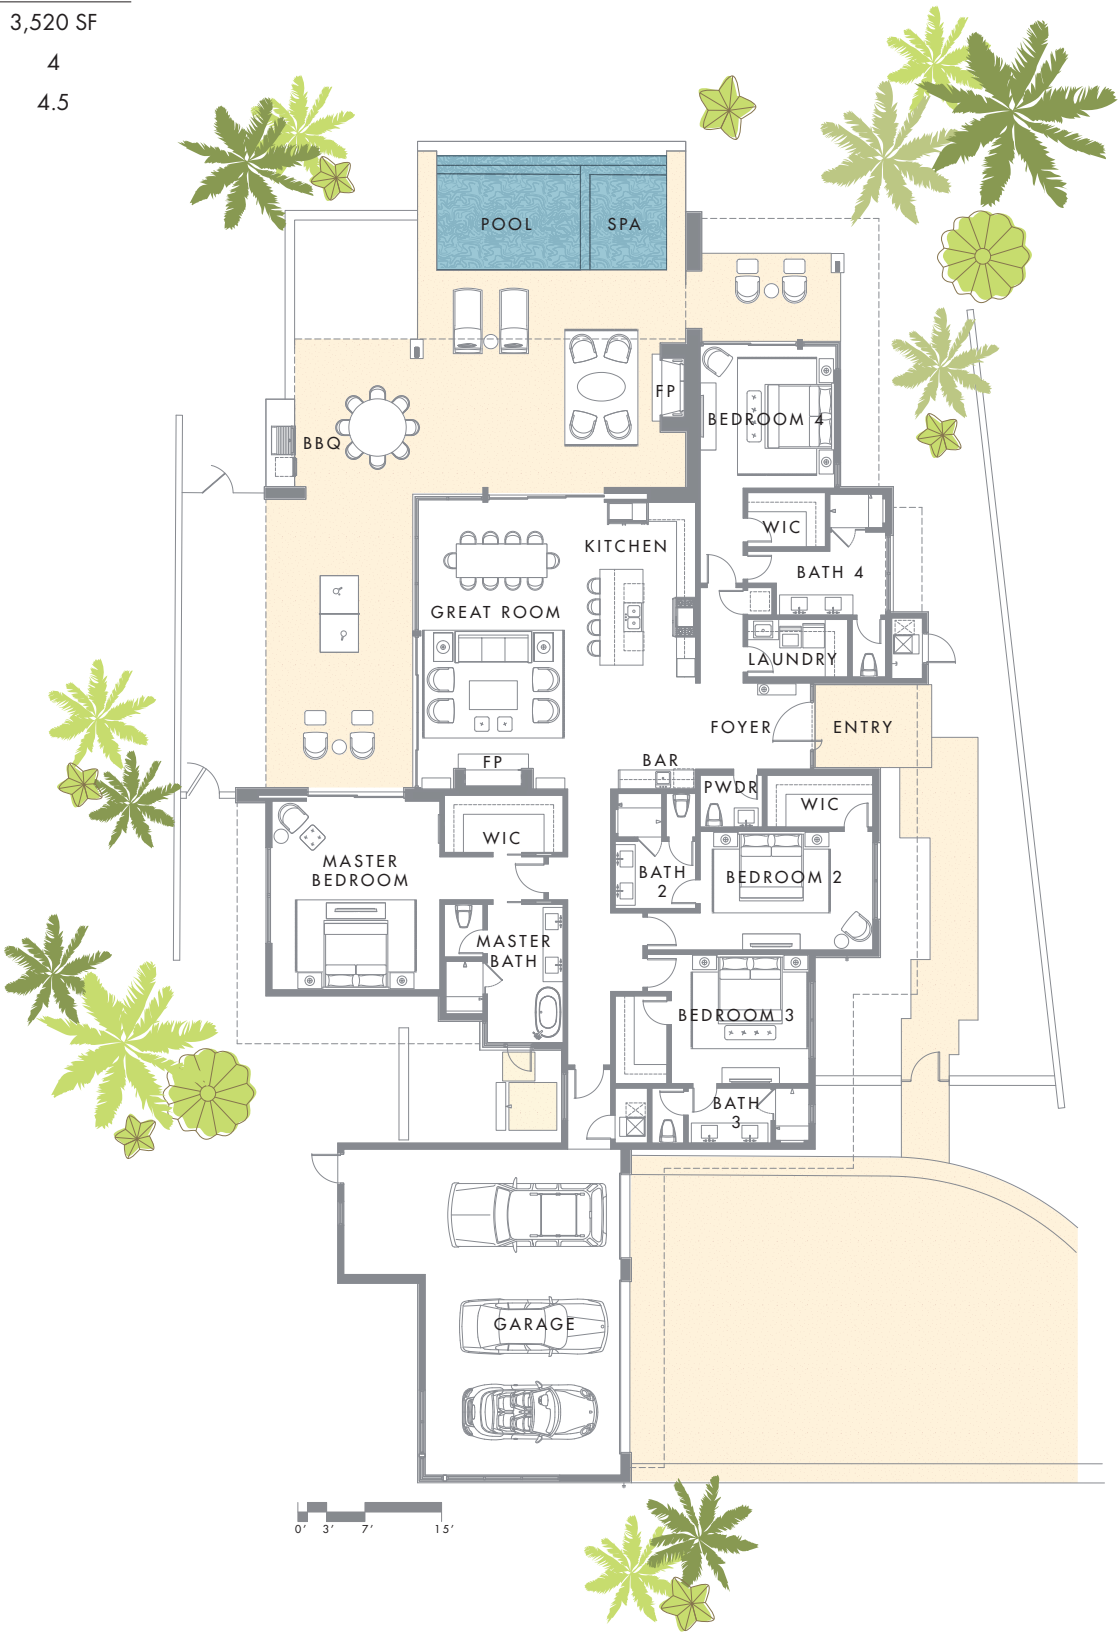 3,520 SF
4
4.5
POOL
SPA
FP
BEDROOM 4
BBQ
WIC
KITCHEN
BATH 4
GREAT ROOM
LAUNDRY
FOYER
ENTRY
FP
BAR
PWDR
WIC
WIC
MASTER
BEDROOM
BATH
2
BEDROOM 2
MASTER
BATH
BEDROOM 3
BATH
3
GARAGE
0' 3' 7' 15'